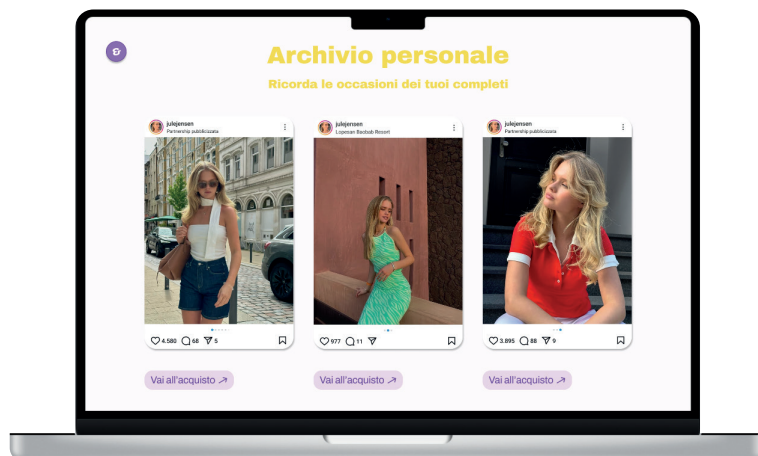 Archivio personale
Ricorda le occasioni dei tuoi completi
julejensen
Partnership pubblicizzata
julejensen
Lopesan Baobab Resort
julejensen
Partnership pubblicizzata
4.580 68 5
977 11
3.895 88 9
Vai all'acquisto
Vai all'acquisto
Vai all'acquisto